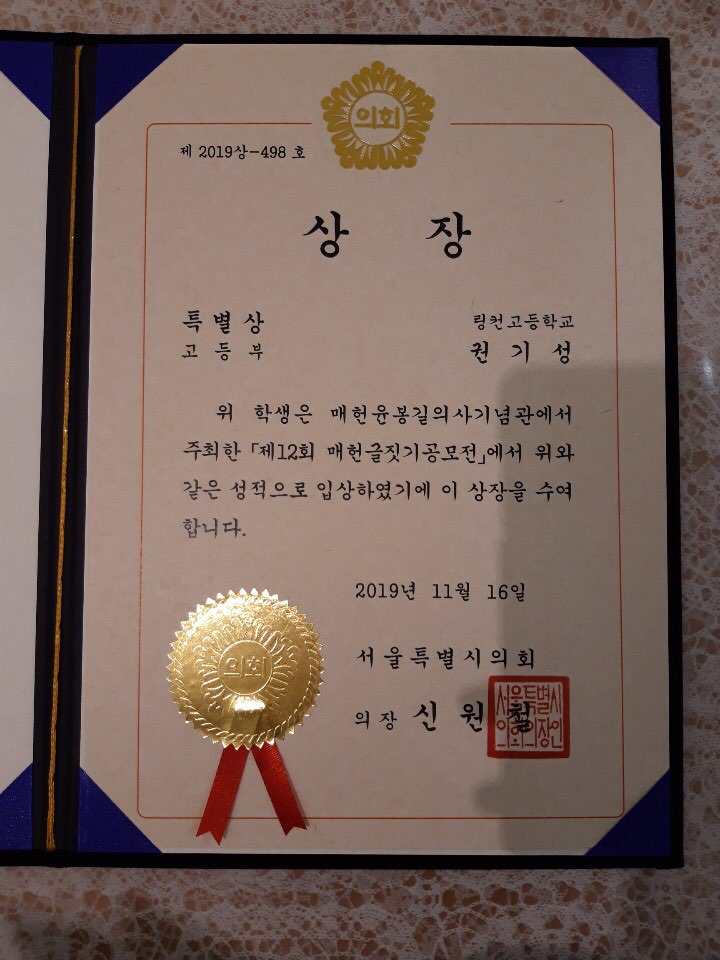 의회
제 2019상-498 호
상 장
특별상 링컨고등학교
고등부 권기성
위 학생은 매헌윤봉길의사기념관에서
주최한 「제12회 매헌글짓기공모전」에서 위와
같은 성적으로 입상하였기에 이 상장을 수여
합니다.
2019년 11월 16일
서울특별시의회
의장 신원철
서울특별시
의회의장인
의회